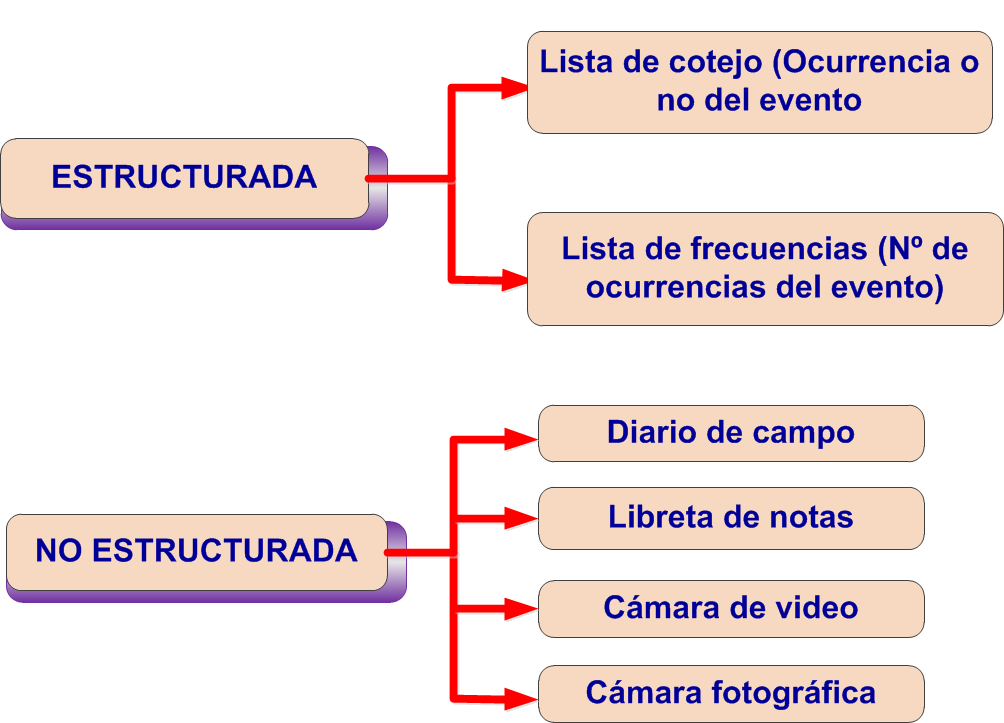 ESTRUCTURADA
Lista de cotejo (Ocurrencia o
no del evento
Lista de frecuencias (Nº de
ocurrencias del evento)
NO ESTRUCTURADA
Diario de campo
Libreta de notas
Cámara de video
Cámara fotográfica